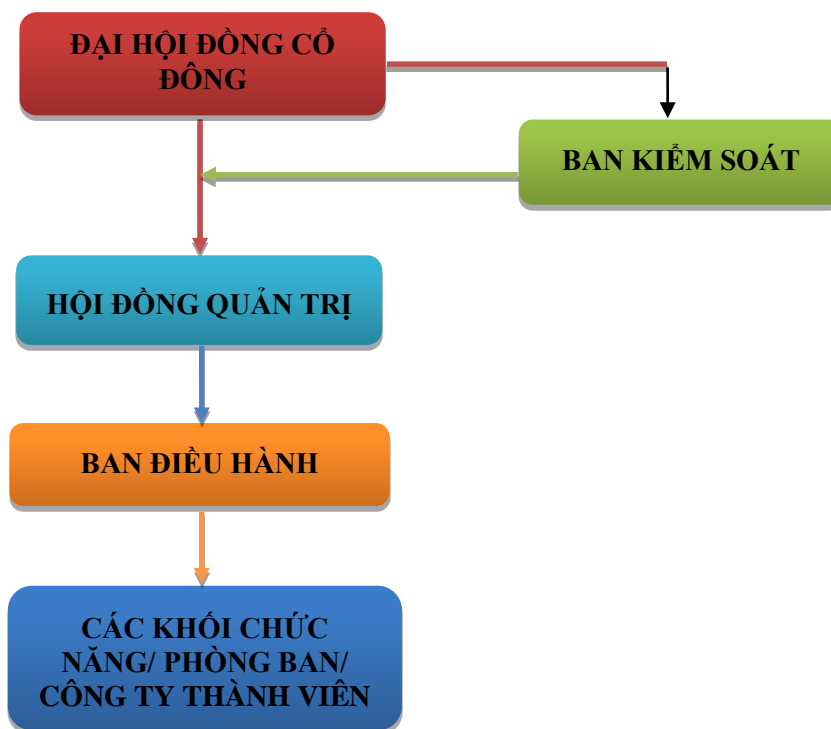 ĐẠI HỘI ĐỒNG CỔ
ĐÔNG
BAN KIỂM SOÁT
HỘI ĐỒNG QUẢN TRỊ
BAN ĐIỀU HÀNH
CÁC KHỐI CHỨC
NĂNG/ PHÒNG BAN/
CÔNG TY THÀNH VIÊN